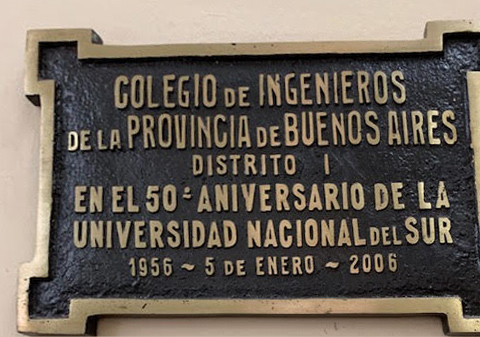 COLEGIO DE INGENIEROS
DE LA PROVINCIA DE BUENOS AIRES
DISTRITO I
EN EL 50º ANIVERSARIO DE LA
UNIVERSIDAD NACIONAL DEL SUR
1956 ~ 5 DE ENERO ~ 2006